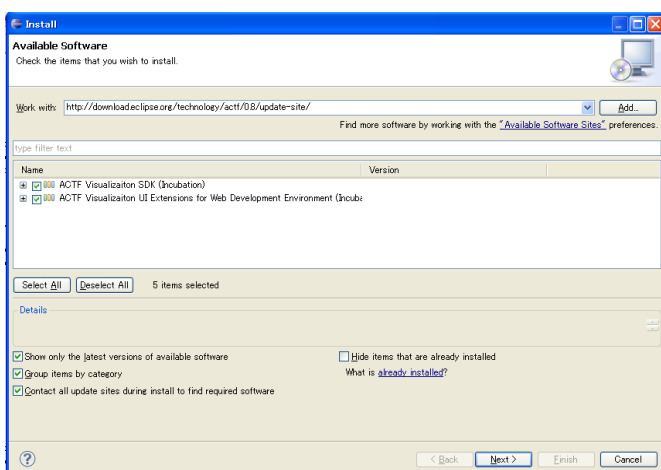 Install
Available Software
Check the items that you wish to install.
Work with: http://download.eclipse.org/technology/actf/0.8/update-site/ Add...
Find more software by working with the "Available Software Sites" preferences.
type filter text
Name Version
ACTF Visualizaiton SDK (Incubation)
ACTF Visualizaiton UI Extensions for Web Development Environment (Incuba
Select All Deselect All 5 items selected
Details
Show only the latest versions of available software Hide items that are already installed
Group items by category What is already installed?
Contact all update sites during install to find required software
? < Back Next > Finish Cancel